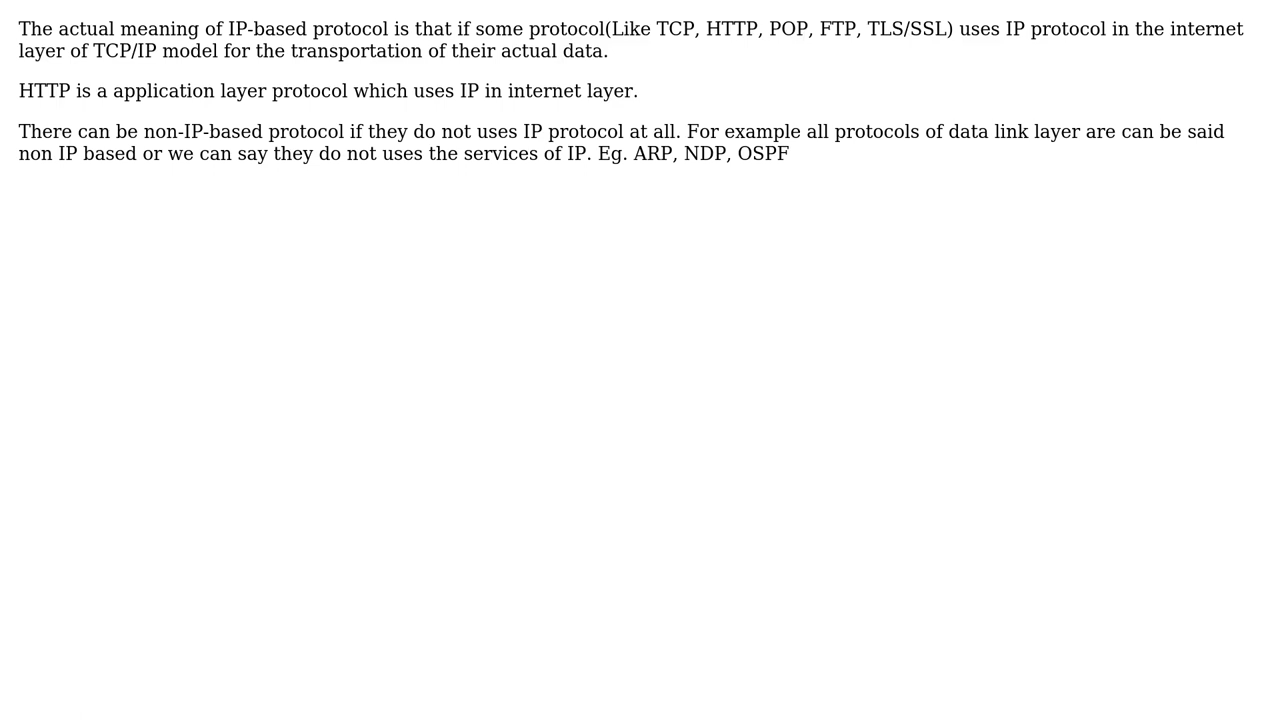 The actual meaning of IP-based protocol is that if some protocol(Like TCP, HTTP, POP, FTP, TLS/SSL) uses IP protocol in the internet
layer of TCP/IP model for the transportation of their actual data.
HTTP is a application layer protocol which uses IP in internet layer.
There can be non-IP-based protocol if they do not uses IP protocol at all. For example all protocols of data link layer are can be said
non IP based or we can say they do not uses the services of IP. Eg. ARP, NDP, OSPF